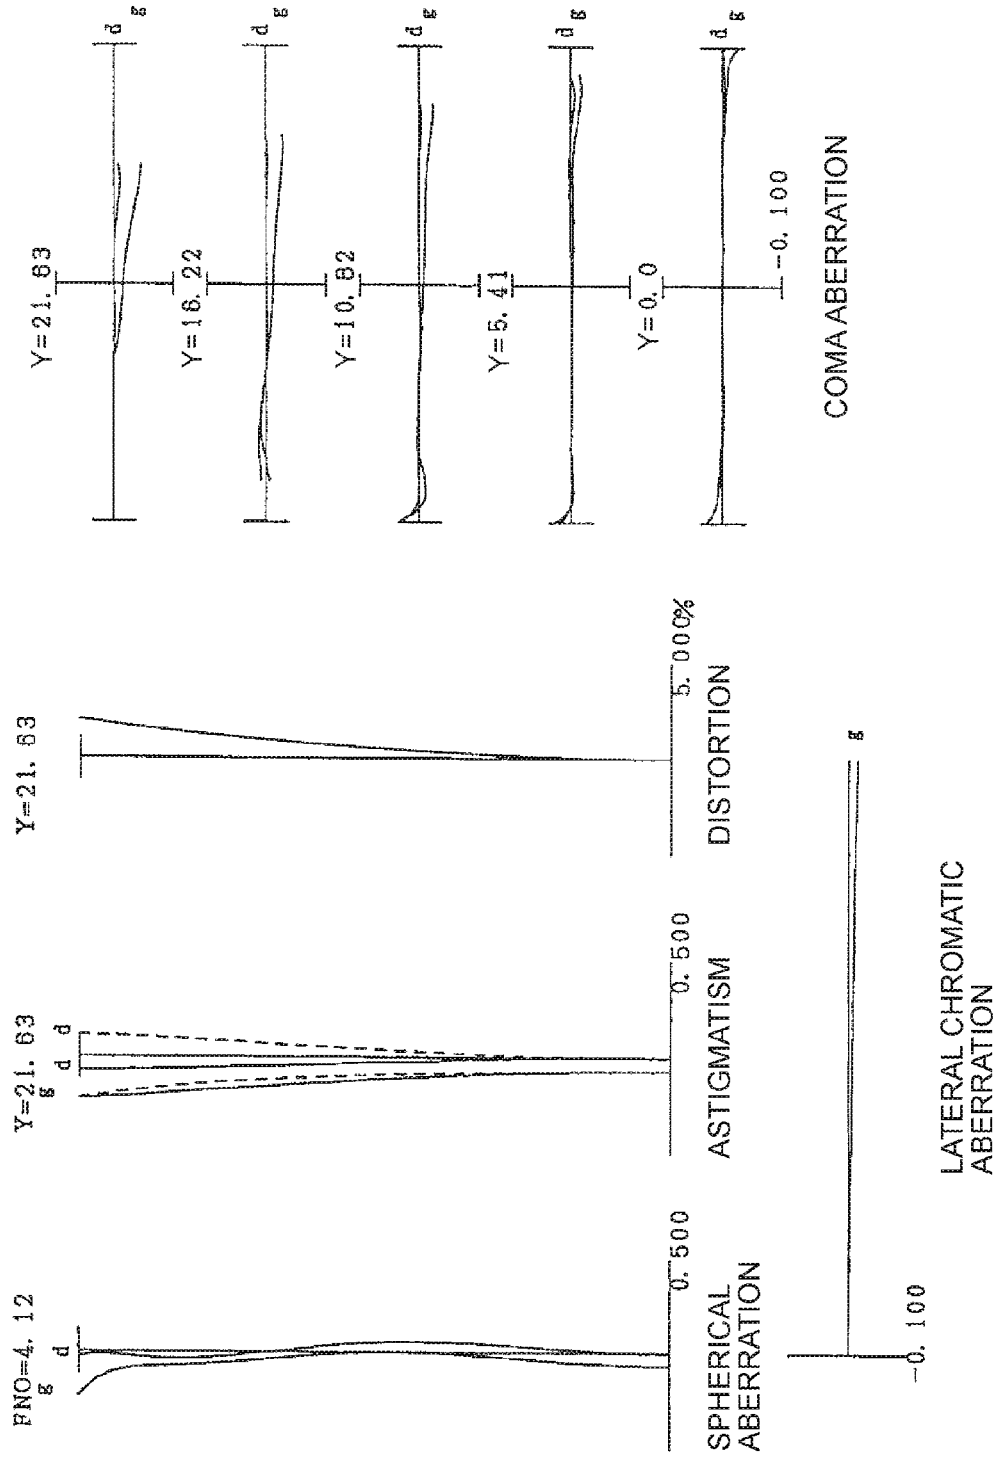 FNO=4. 12
g
d
0. 500
SPHERICAL
ABERRATION
Y=21. 63
g
d
d
0. 500
ASTIGMATISM
Y=21. 63
5. 000%
DISTORTION
Y=21. 63
d
g
Y=16. 22
d
g
Y=10. 82
d
g
Y=5. 41
d
g
Y=0. 0
d
g
-0. 100
COMA ABERRATION
g
-0. 100
LATERAL CHROMATIC
ABERRATION